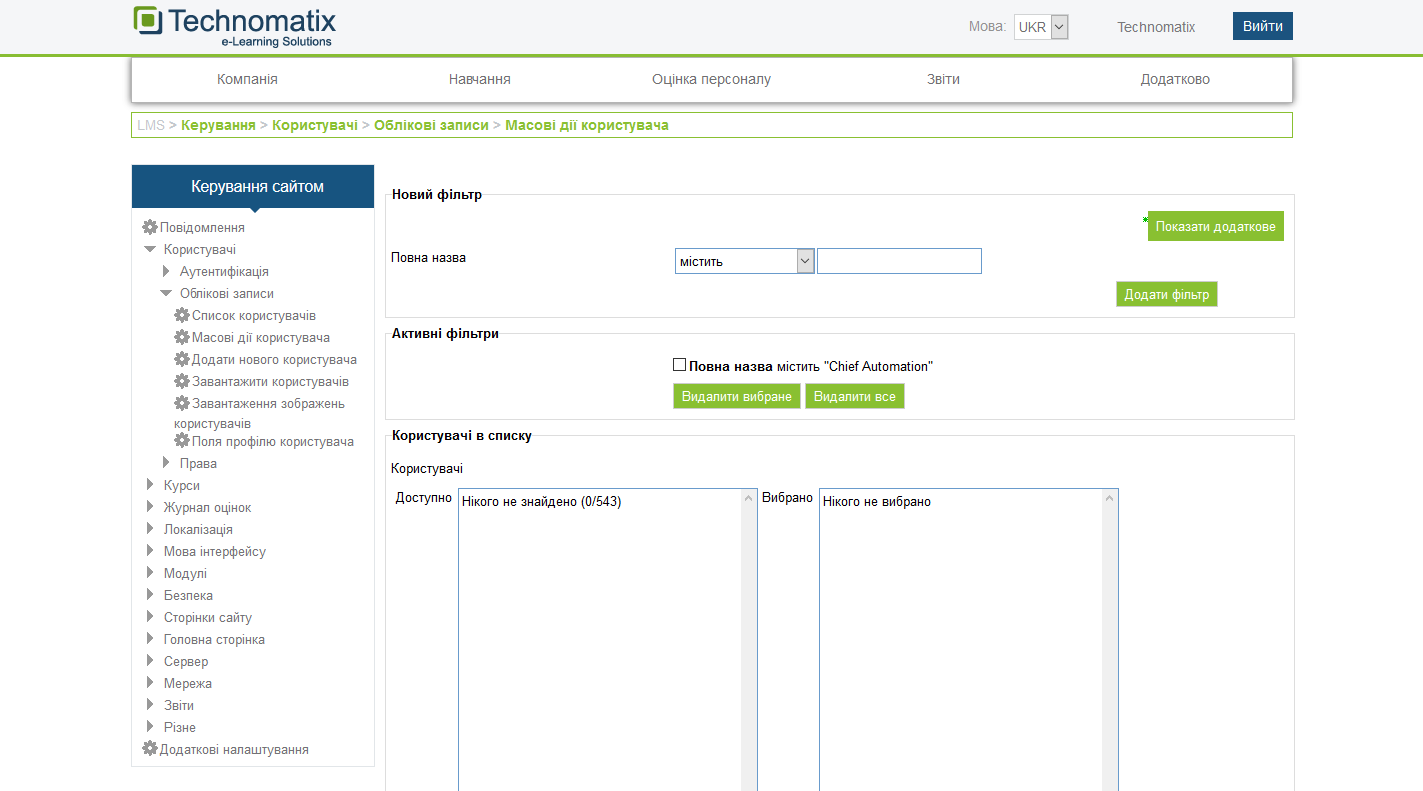 Technomatix
e-Learning Solutions
Мова: UKR Technomatix Вийти
Компанія Навчання Оцінка персоналу Звіти Додатково
LMS > Керування > Користувачі > Облікові записи > Масові дії користувача
Керування сайтом
Повідомлення
Користувачі
Аутентифікація
Облікові записи
Список користувачів
Масові дії користувача
Додати нового користувача
Завантажити користувачів
Завантаження зображень
користувачів
Поля профілю користувача
Права
Курси
Журнал оцінок
Локалізація
Мова інтерфейсу
Модулі
Безпека
Сторінки сайту
Головна сторінка
Сервер
Мережа
Звіти
Різне
Додаткові налаштування
Новий фільтр
* Показати додаткове
Повна назва містить
Додати фільтр
Активні фільтри
Повна назва містить "Chief Automation"
Видалити вибране Видалити все
Користувачі в списку
Користувачі
Доступно Нікого не знайдено (0/543) Вибрано Нікого не вибрано